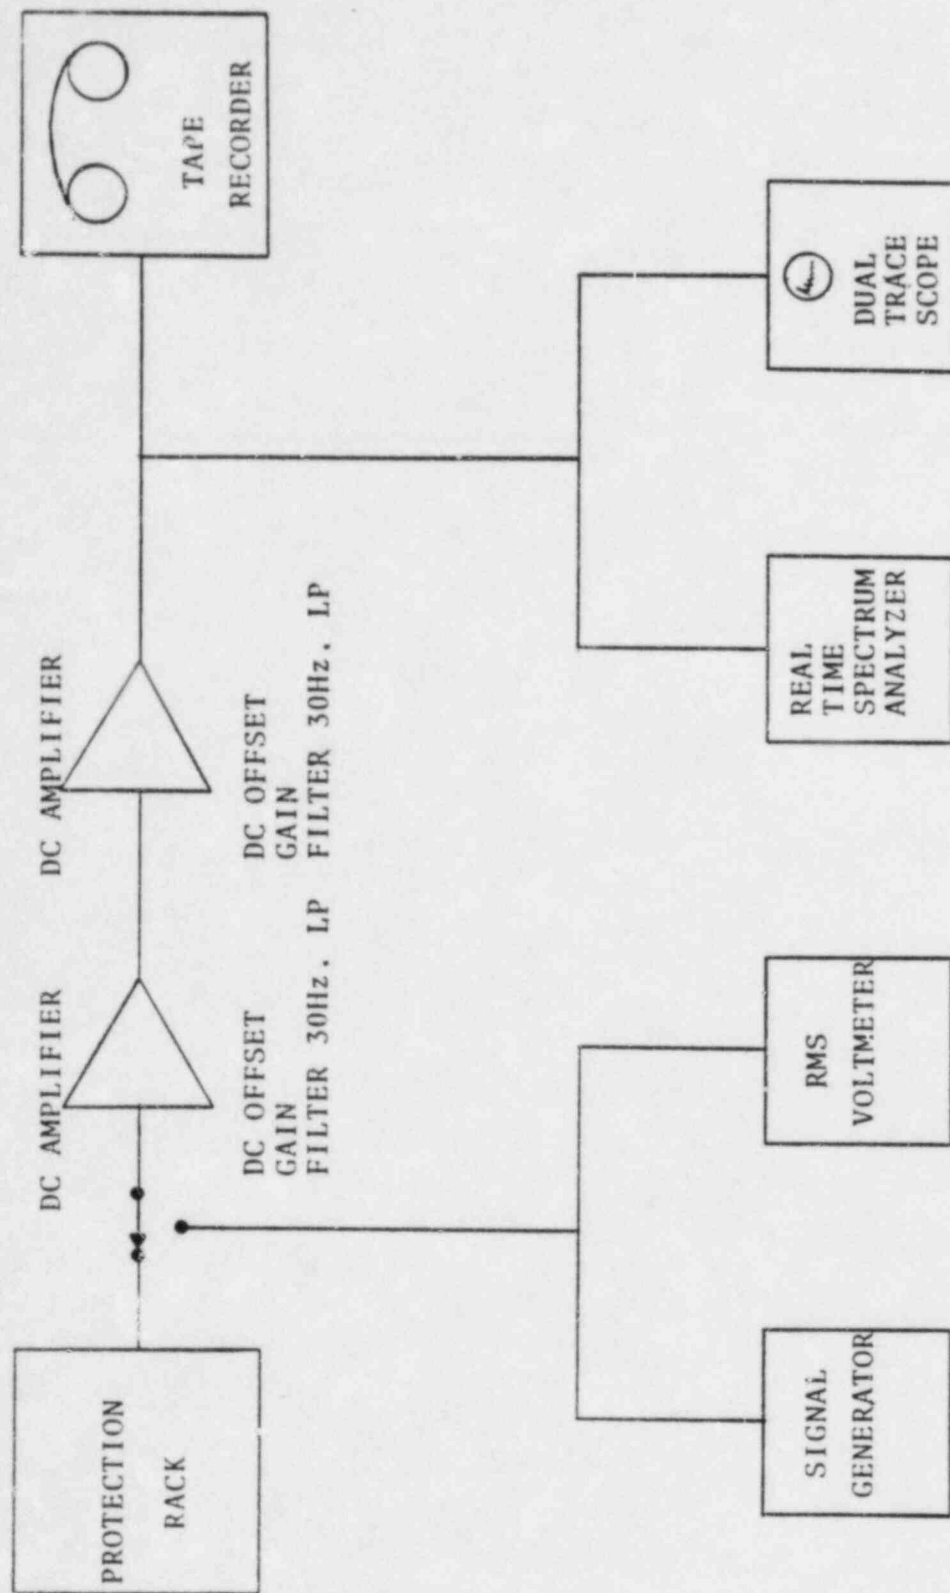 PROTECTION
RACK
DC AMPLIFIER
DC OFFSET
GAIN
FILTER 30Hz. LP
DC AMPLIFIER
DC OFFSET
GAIN
FILTER 30Hz. LP
TAPE
RECORDER
SIGNAL
GENERATOR
RMS
VOLTMETER
REAL
TIME
SPECTRUM
ANALYZER
DUAL
TRACE
SCOPE